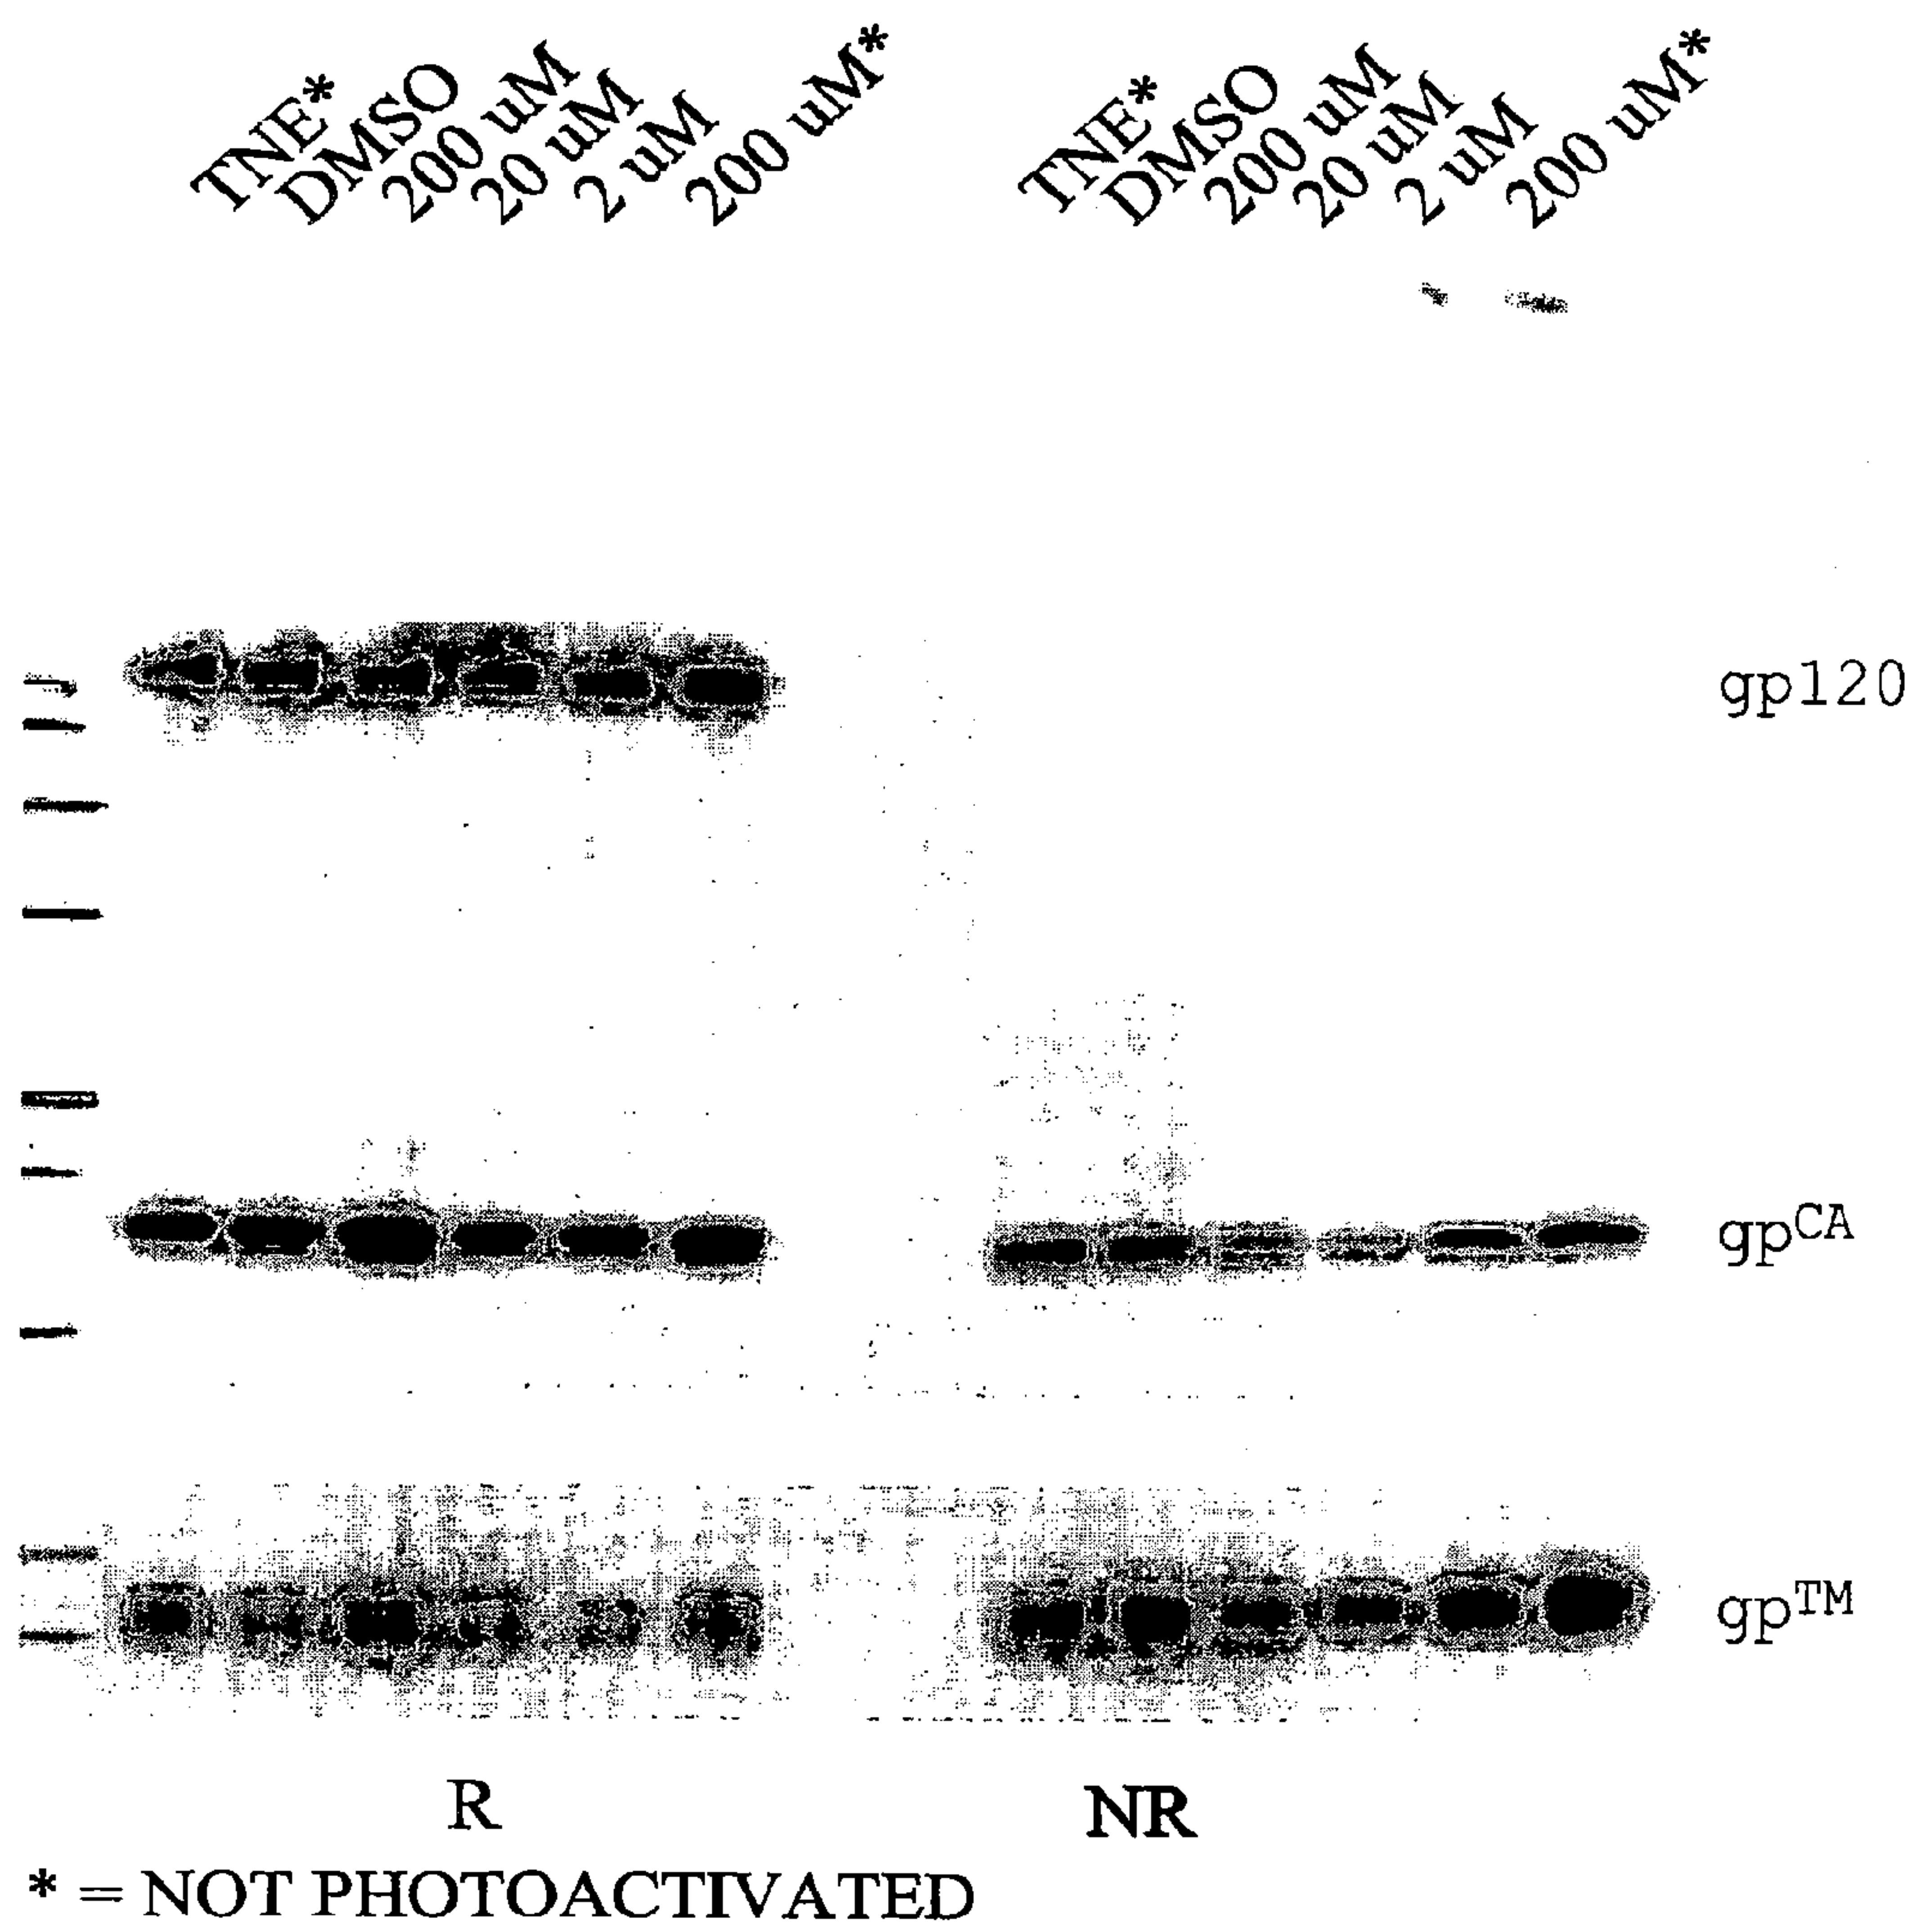 TNE* DMSO 200 uM 20 uM 2 uM 200 uM* TNE* DMSO 200 uM 20 uM 2 uM 200 uM*
gp120
gpCA
gpTM
R NR
* = NOT PHOTOACTIVATED